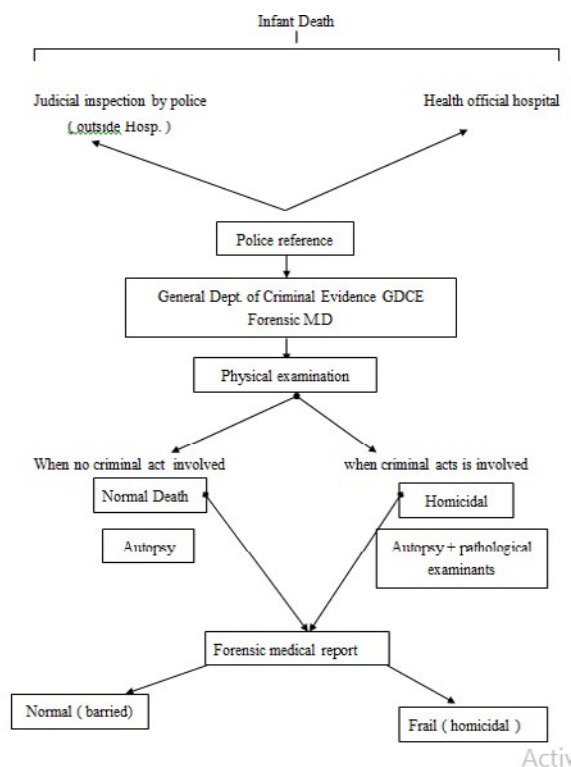 Infant Death
Judicial inspection by police
( outside Hosp. )
Health official hospital
Police reference
General Dept. of Criminal Evidence GDCE
Forensic M.D
Physical examination
When no criminal act involved
when criminal acts is involved
Normal Death
Homicidal
Autopsy
Autopsy + pathological
examinants
Forensic medical report
Normal ( barried)
Frail ( homicidal )
Activ